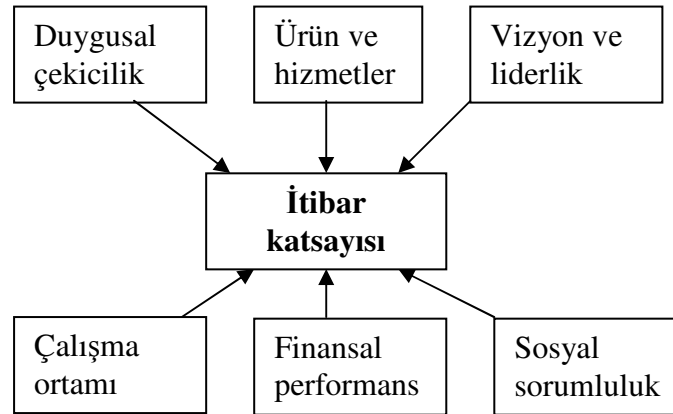 Duygusal
çekicilik
Ürün ve
hizmetler
Vizyon ve
liderlik
İtibar
katsayısı
Çalışma
ortamı
Finansal
performans
Sosyal
sorumluluk